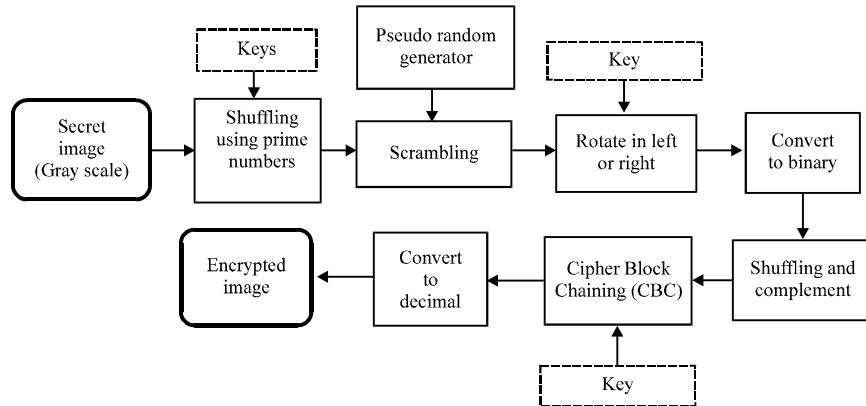 Keys
Pseudo random
generator
Key
Secret
image
(Gray scale)
Shuffling
using prime
numbers
Scrambling
Rotate in left
or right
Convert
to binary
Encrypted
image
Convert
to
decimal
Cipher Block
Chaining (CBC)
Shuffling and
complement
Key